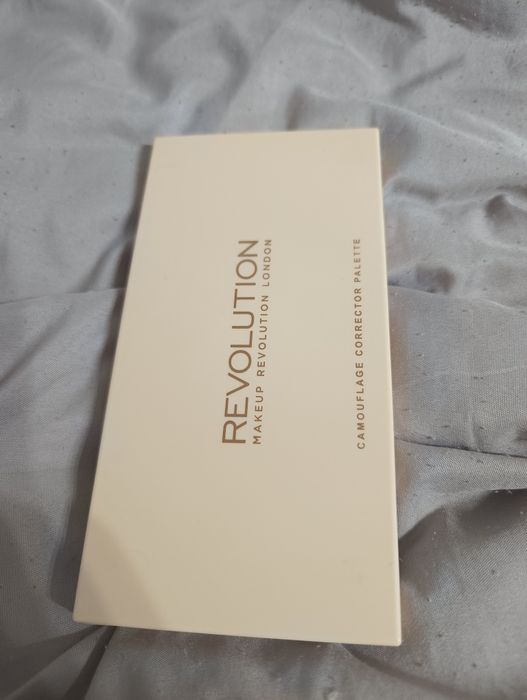 REVOLUTION
MAKEUP REVOLUTION LONDON
CAMOUFLAGE CORRECTOR PALETTE